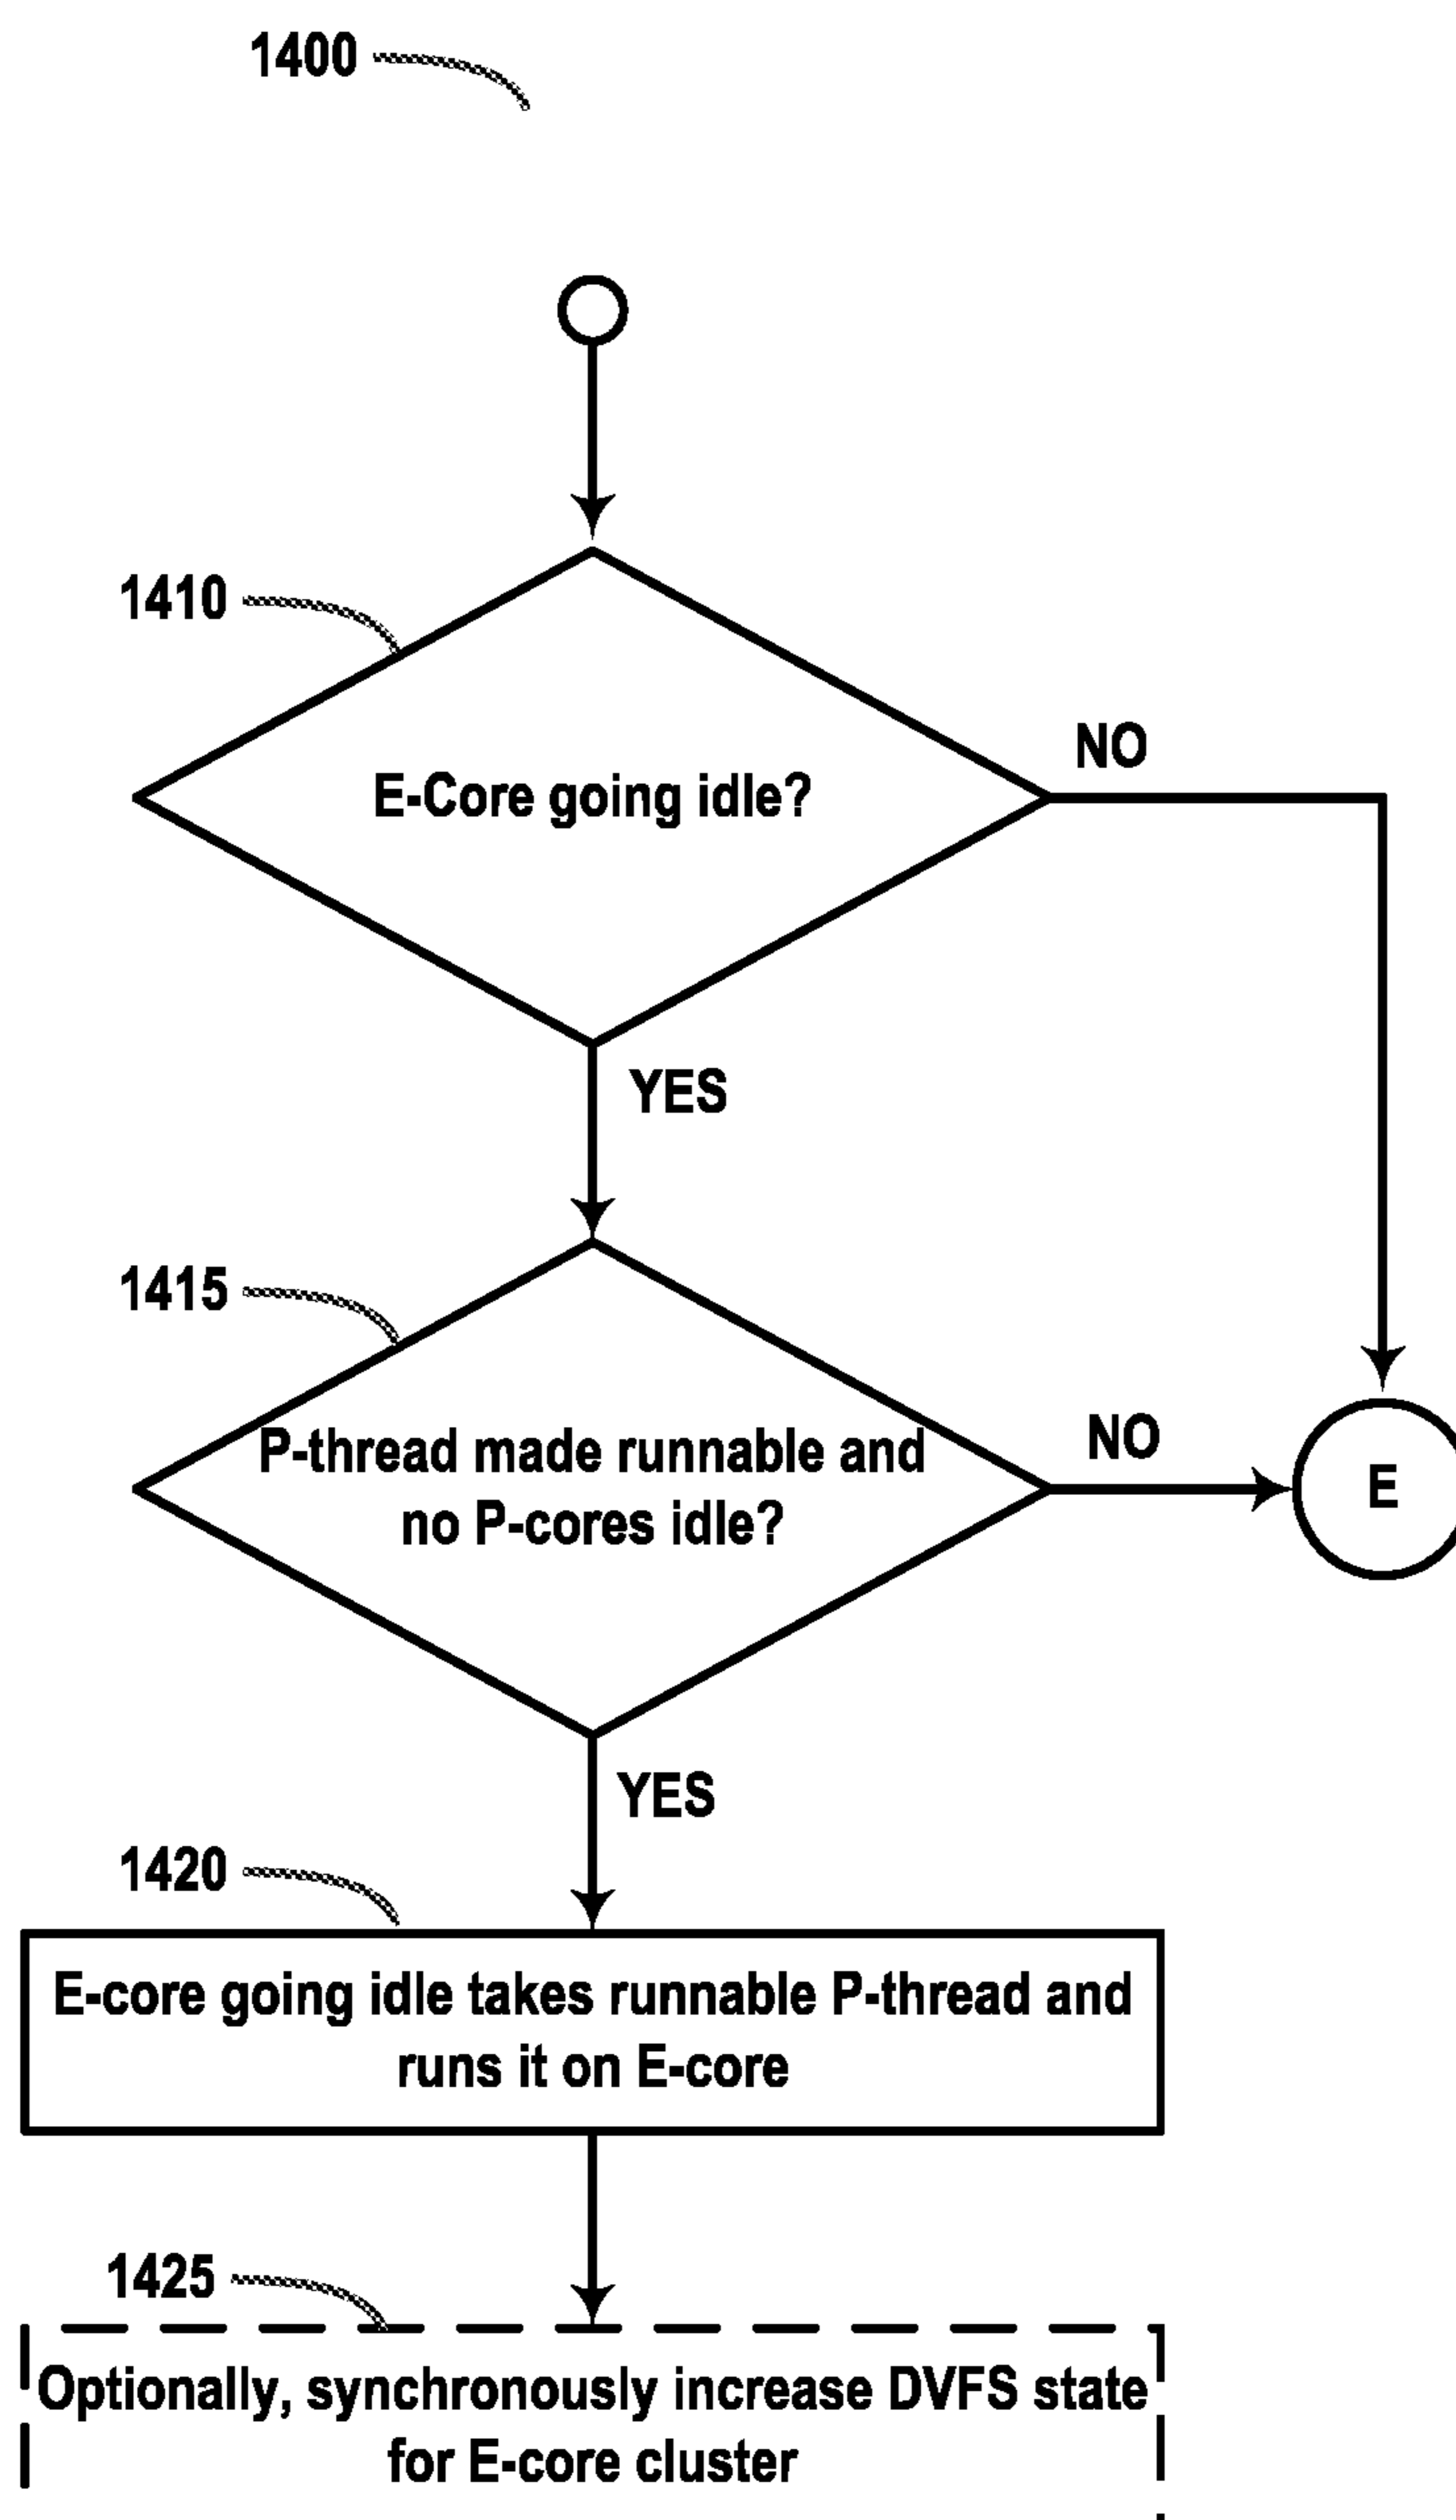 1400
1410
E-Core going idle?
NO
YES
1415
P-thread made runnable and
no P-cores idle?
NO
E
YES
1420
E-core going idle takes runnable P-thread and
runs it on E-core
1425
Optionally, synchronously increase DVFS state
for E-core cluster